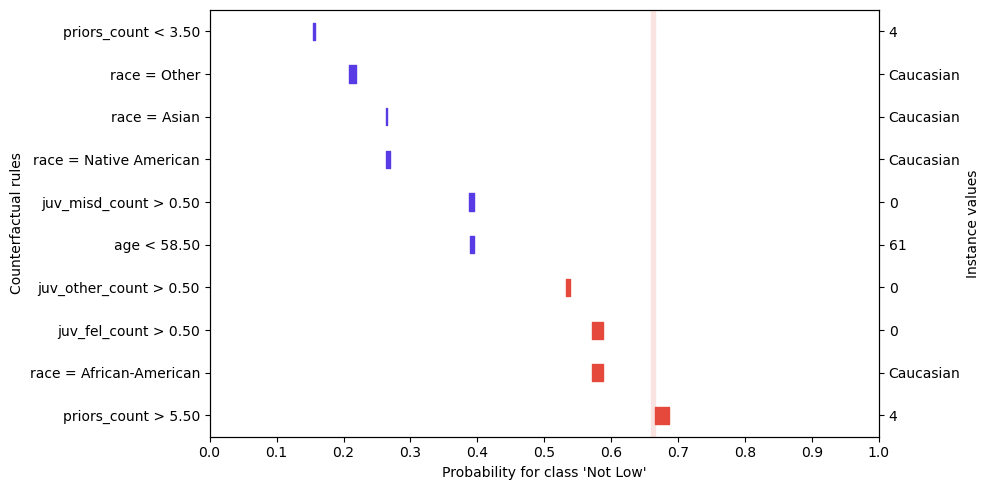 priors_count < 3.50
4
race = Other
Caucasian
race = Asian
Caucasian
race = Native American
Caucasian
juv_misd_count > 0.50
0
age < 58.50
61
juv_other_count > 0.50
0
juv_fel_count > 0.50
0
race = African-American
Caucasian
priors_count > 5.50
4
Counterfactual rules
Instance values
0.0 0.1 0.2 0.3 0.4 0.5 0.6 0.7 0.8 0.9 1.0
Probability for class 'Not Low'